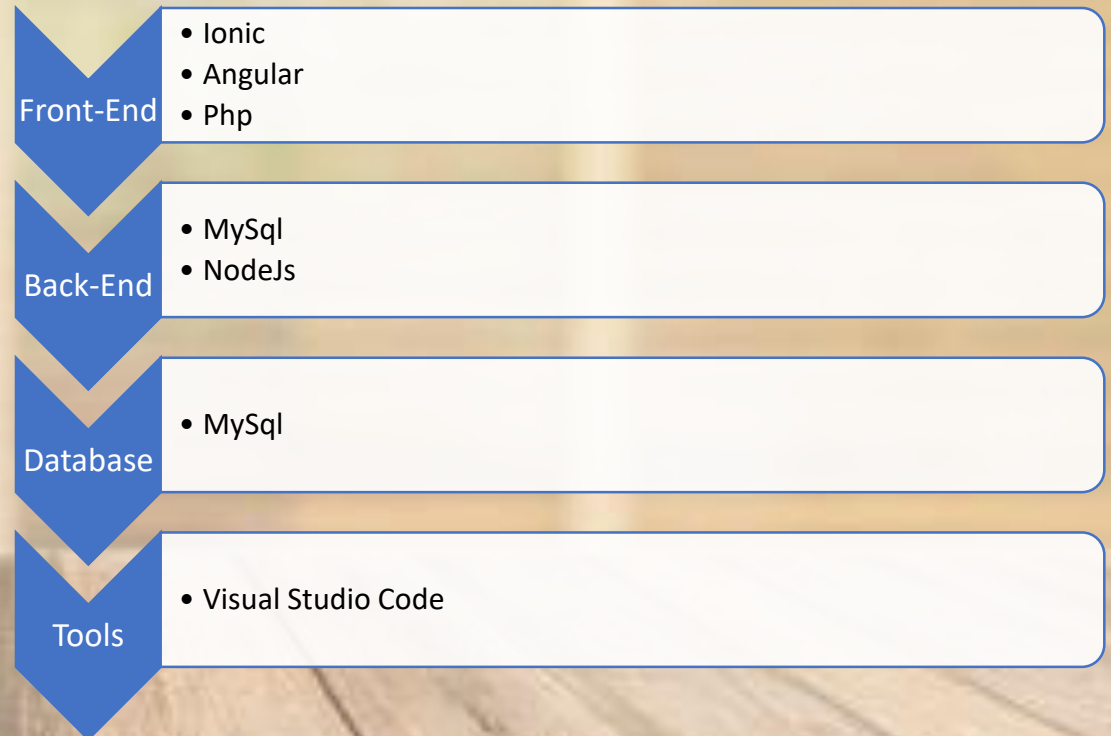 Front-End
• Ionic
• Angular
• Php
Back-End
• MySql
• NodeJs
Database
• MySql
Tools
• Visual Studio Code